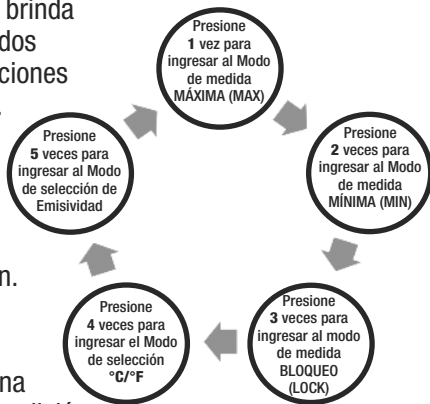 brinda
dos
ciones
Presione
1 vez para
ingresar al Modo
de medida
MÁXIMA (MAX)
Presione
2 veces para
ingresar al Modo
de medida
MÍNIMA (MIN)
Presione
3 veces para
ingresar al modo
de medida
BLOQUEO
(LOCK)
Presione
4 veces para
ingresar el Modo
de selección
°C/°F
Presione
5 veces para
ingresar al Modo
de selección de
Emisividad
n.
na